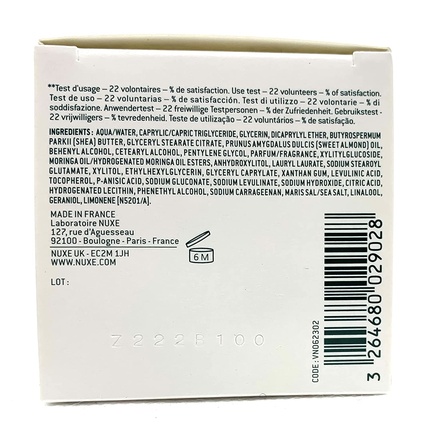 **Test d'usage – 22 volontaires – % de satisfaction. Use test – 22 volunteers – % of satisfaction.
Test de uso – 22 voluntarias – % de satisfacción. Test di utilizzo – 22 volontarie – % di
soddisfazione. Anwendertest – 22 freiwillige Testpersonen – % der Zufriedenheit. Gebruikstest -
22 vrijwilligers – % tevredenheid. Teste de utilização – 22 voluntários – % de satisfação.
INGREDIENTS : AQUA/WATER, CAPRYLIC/CAPRIC TRIGLYCERIDE, GLYCERIN, DICAPRYLYL ETHER, BUTYROSPERMUM
PARKII (SHEA) BUTTER, GLYCERYL STEARATE CITRATE, PRUNUS AMYGDALUS DULCIS (SWEET ALMOND) OIL,
BEHENYL ALCOHOL, CETEARYL ALCOHOL, PENTYLENE GLYCOL, PARFUM/FRAGRANCE, XYLITYLGLUCOSIDE,
MORINGA OIL/HYDROGENATED MORINGA OIL ESTERS, ANHYDROXYLITOL, LAURYL LAURATE, SODIUM STEAROYL
GLUTAMATE, XYLITOL, ETHYLHEXYLGLYCERIN, GLYCERYL CAPRYLATE, XANTHAN GUM, LEVULINIC ACID,
TOCOPHEROL, P-ANISIC ACID, SODIUM GLUCONATE, SODIUM LEVULINATE, SODIUM HYDROXIDE, CITRIC ACID,
HYDROGENATED LECITHIN, PHENETHYL ALCOHOL, SODIUM CARRAGEENAN, MARIS SAL/SEA SALT, LINALOOL,
GERANIOL, LIMONENE [N5201/A].
MADE IN FRANCE
Laboratoire NUXE
127, rue d'Aguesseau
92100 - Boulogne - Paris - France
NUXE UK - EC2M 1JH
WWW.NUXE.COM
6 M
LOT :
Z222F100
CODE : VN062302
3 264680 029028